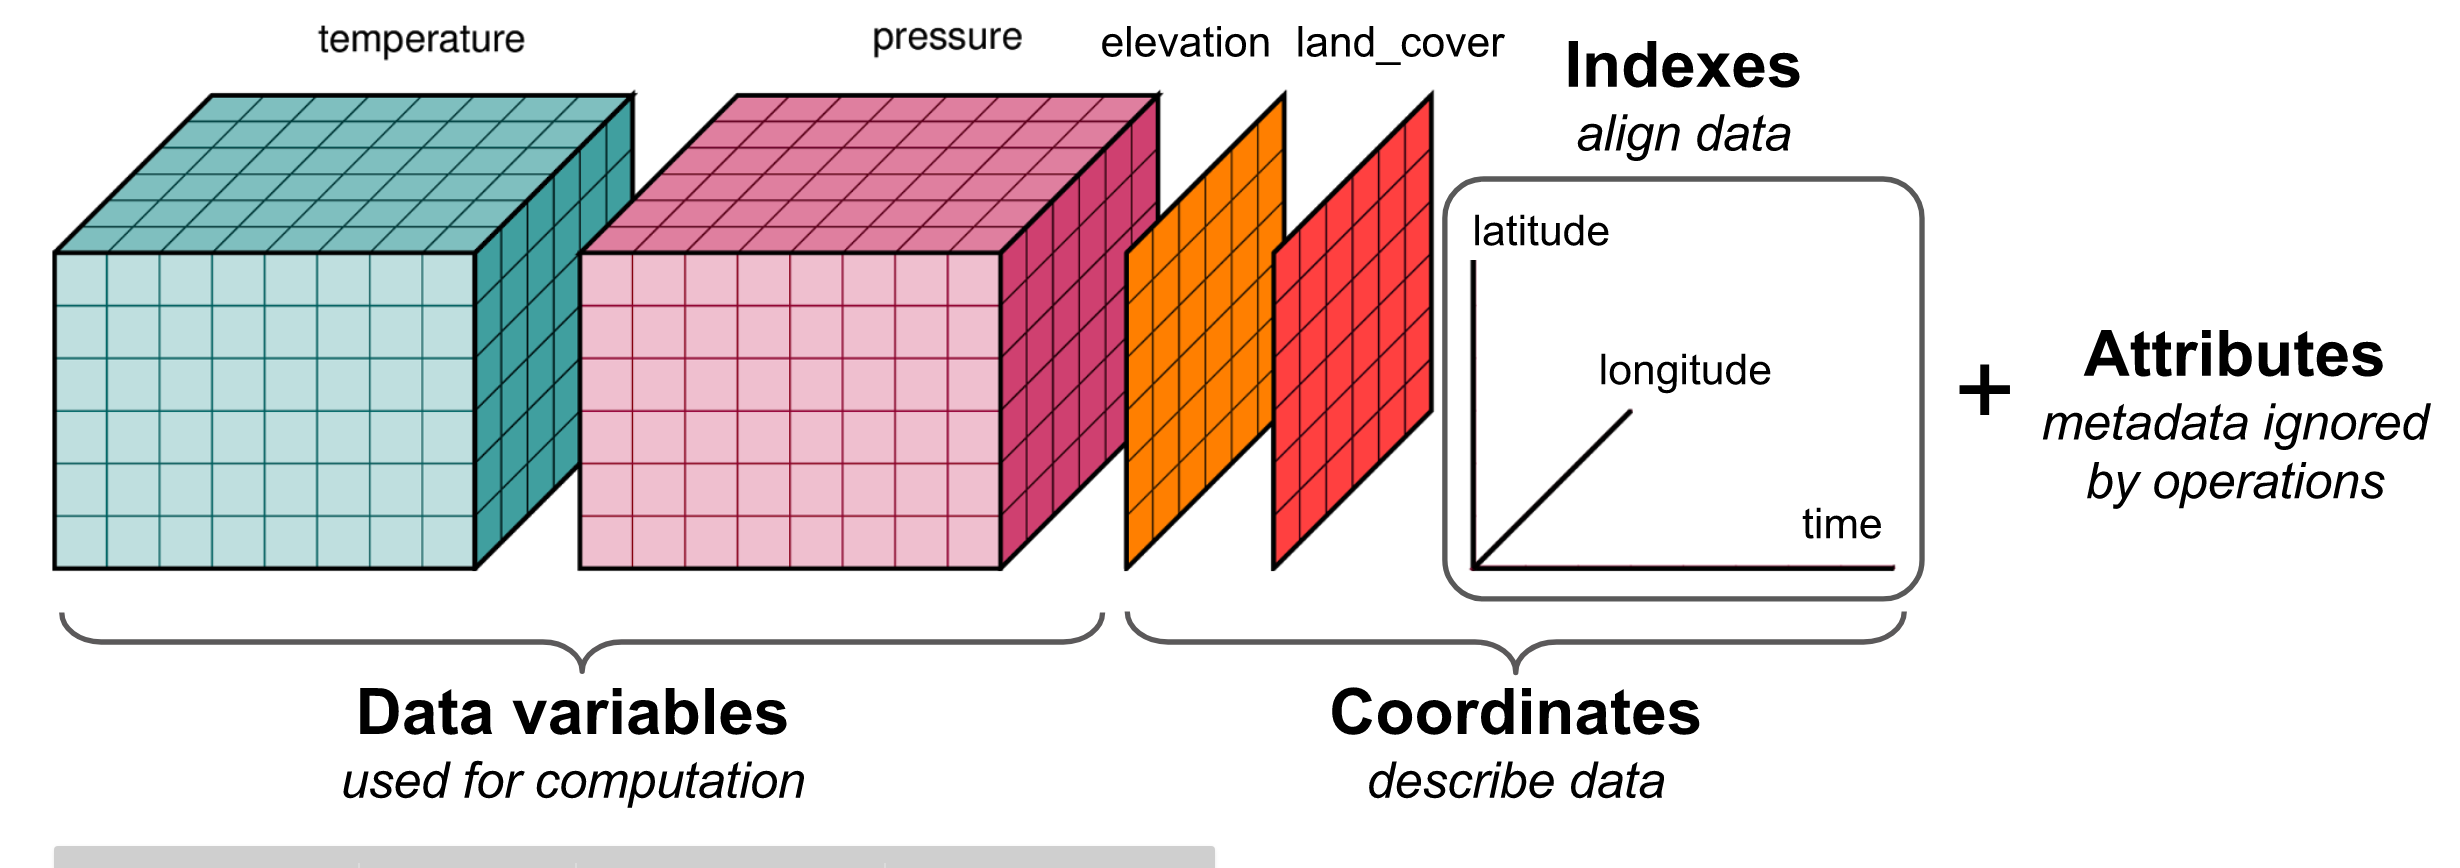 temperature
pressure
elevation
land_cover
Indexes
align data
latitude
longitude
time
+
Attributes
metadata ignored
by operations
Data variables
used for computation
Coordinates
describe data